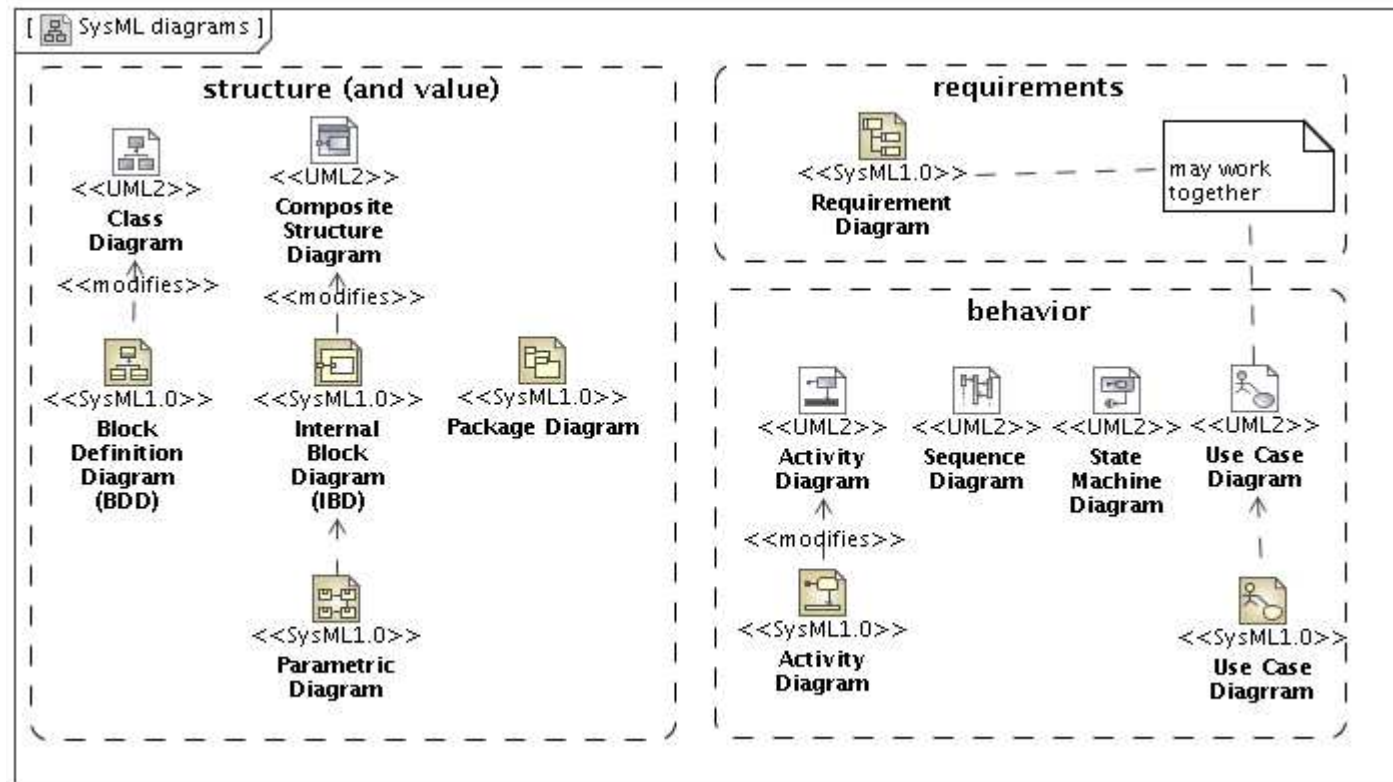 [ SysML diagrams ]
structure (and value)
<<UML2>>
Class
Diagram
<<modifies>>
<<SysML1.0>>
Block
Definition
Diagram
(BDD)
<<UML2>>
Composite
Structure
Diagram
<<modifies>>
<<SysML1.0>>
Internal
Block
Diagram
(IBD)
<<SysML1.0>>
Parametric
Diagram
<<SysML1.0>>
Package Diagram
requirements
<<SysML1.0>>
Requirement
Diagram
may work
together
behavior
<<UML2>>
Activity
Diagram
<<modifies>>
<<SysML1.0>>
Activity
Diagram
<<UML2>>
Sequence
Diagram
<<UML2>>
State
Machine
Diagram
<<UML2>>
Use Case
Diagram
<<SysML1.0>>
Use Case
Diagrram